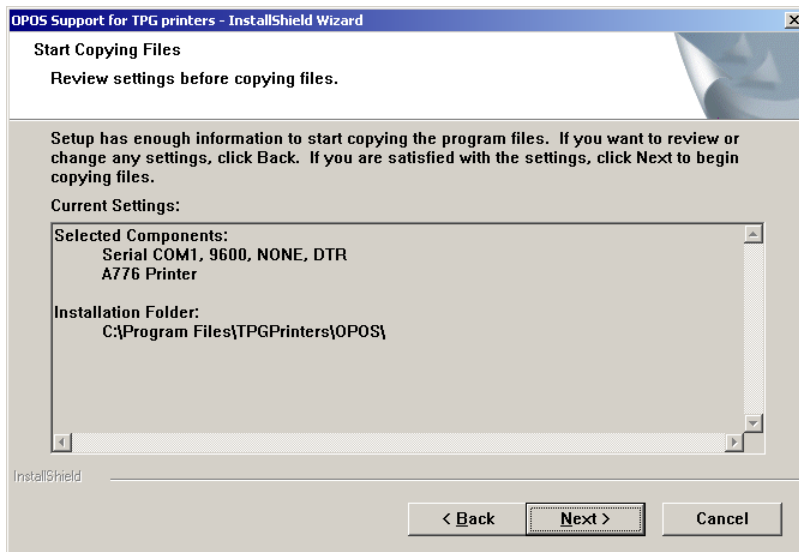 OPOS Support for TPG printers - InstallShield Wizard
Start Copying Files
Review settings before copying files.
Setup has enough information to start copying the program files.  If you want to review or
change any settings, click Back.  If you are satisfied with the settings, click Next to begin
copying files.
Current Settings:
Selected Components:
Serial COM1, 9600, NONE, DTR
A776 Printer
Installation Folder:
C:\Program Files\TPGPrinters\OPOS\
InstallShield
< Back
Next >
Cancel